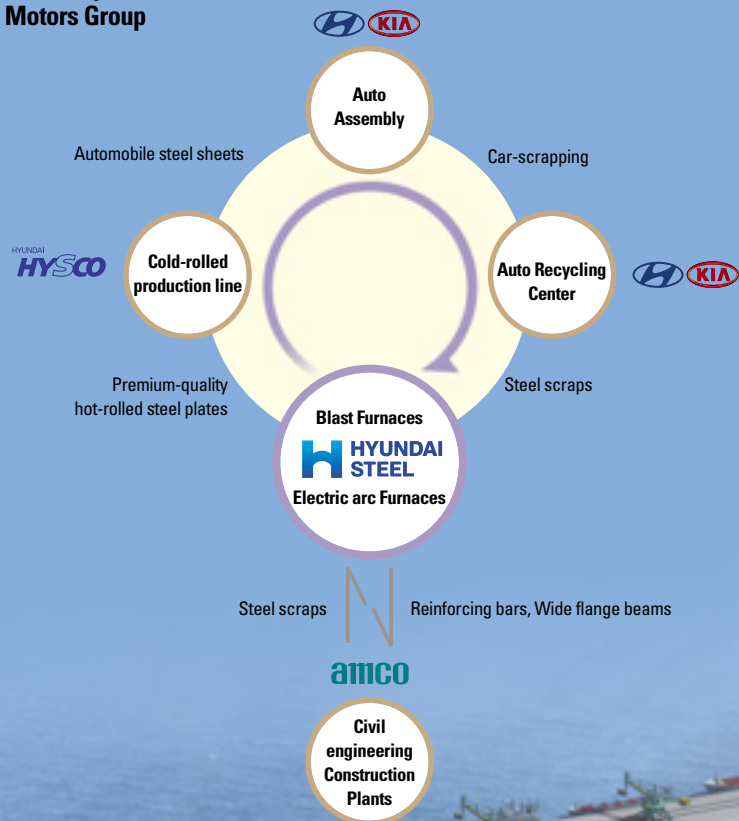 Motors Group
KIA
Auto
Assembly
Automobile steel sheets
Car-scrapping
HYUNDAI
HYSCO
Cold-rolled
production line
Auto Recycling
Center
KIA
Premium-quality
hot-rolled steel plates
Steel scraps
Blast Furnaces
HYUNDAI
STEEL
Electric arc Furnaces
Steel scraps
Reinforcing bars, Wide flange beams
amco
Civil
engineering
Construction
Plants